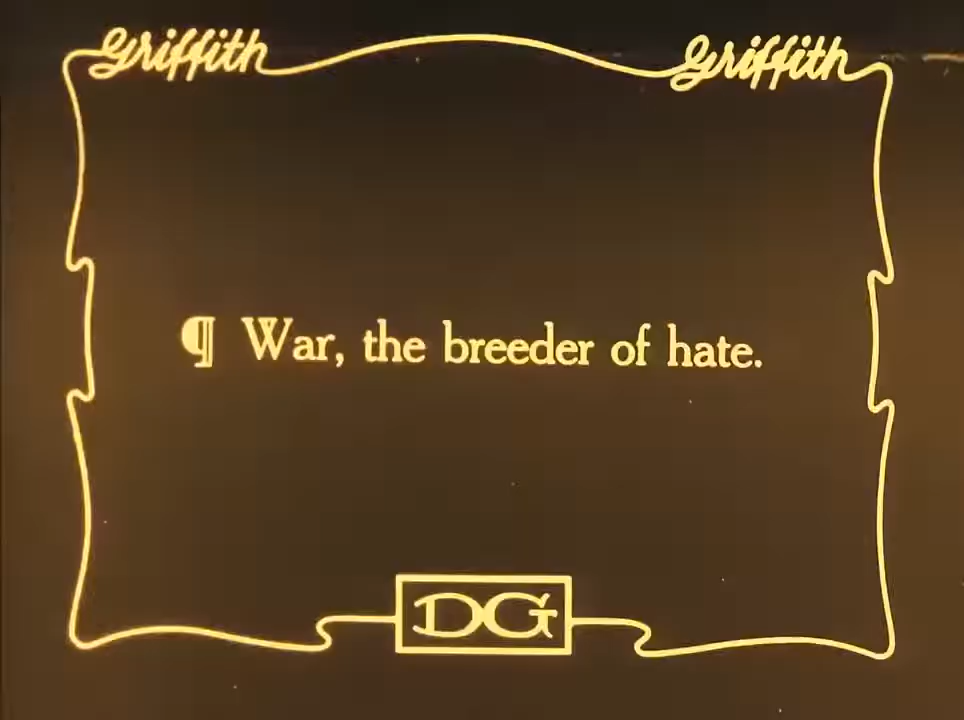 Griffith Griffith
¶ War, the breeder of hate.
DG